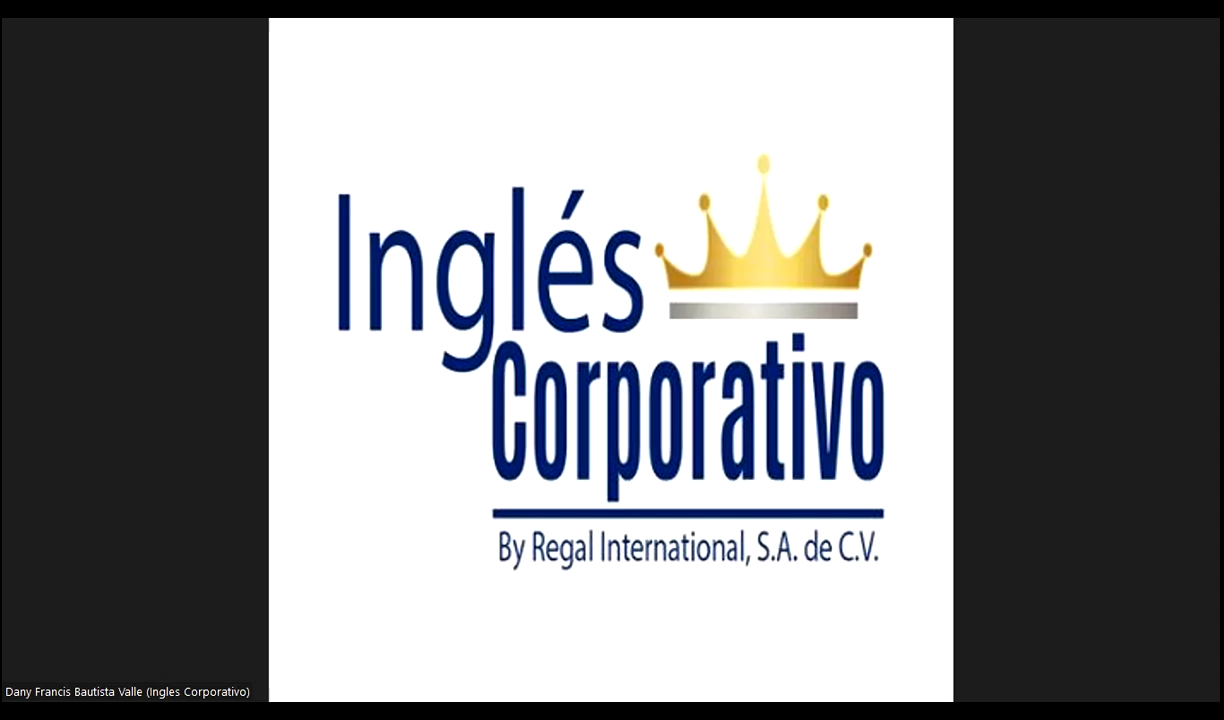 Inglés
Corporativo
By Regal International, S.A. de C.V.
Dany Francis Bautista Valle (Ingles Corporativo)